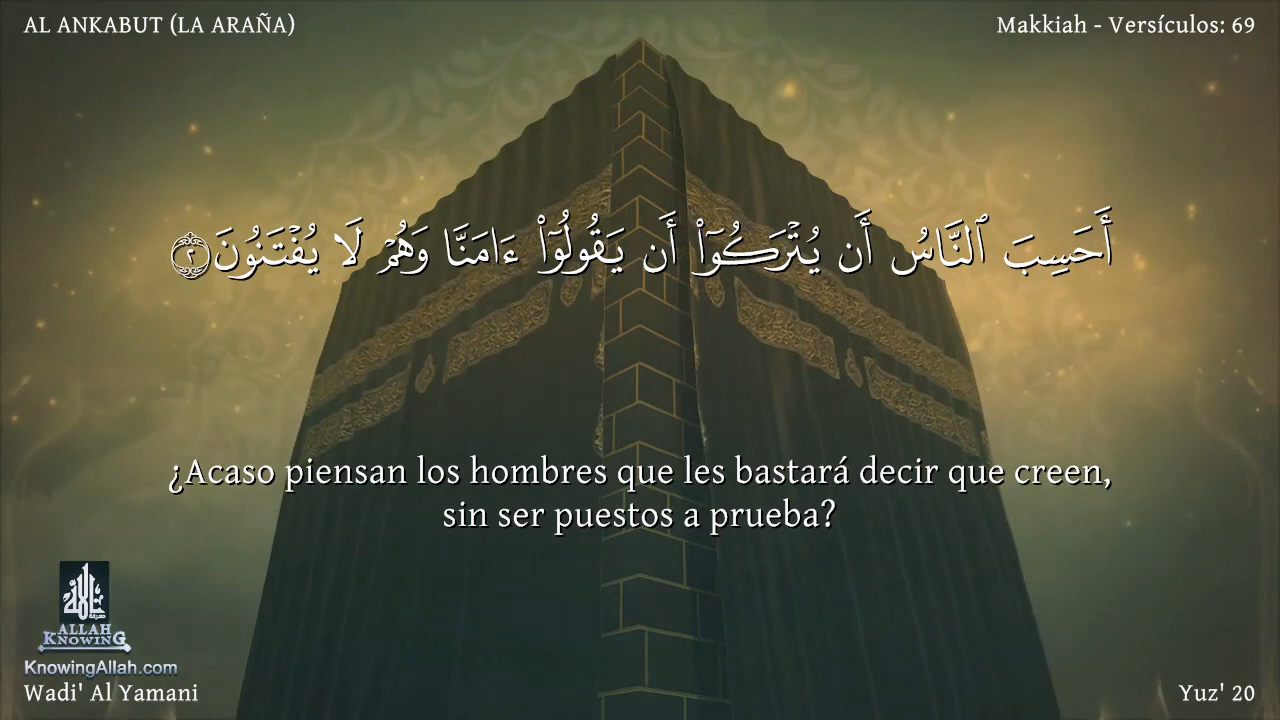 AL ANKABUT (LA ARAÑA)
Makkiah - Versículos: 69
أَحَسِبَ ٱلنَّاسُ أَن يُتْرَكُوٓا۟ أَن يَقُولُوٓا۟ ءَامَنَّا وَهُمْ لَا يُفْتَنُونَ ٢
¿Acaso piensan los hombres que les bastará decir que creen,
sin ser puestos a prueba?
ALLAH
KNOWING
KnowingAllah.com
Wadi' Al Yamani
Yuz' 20